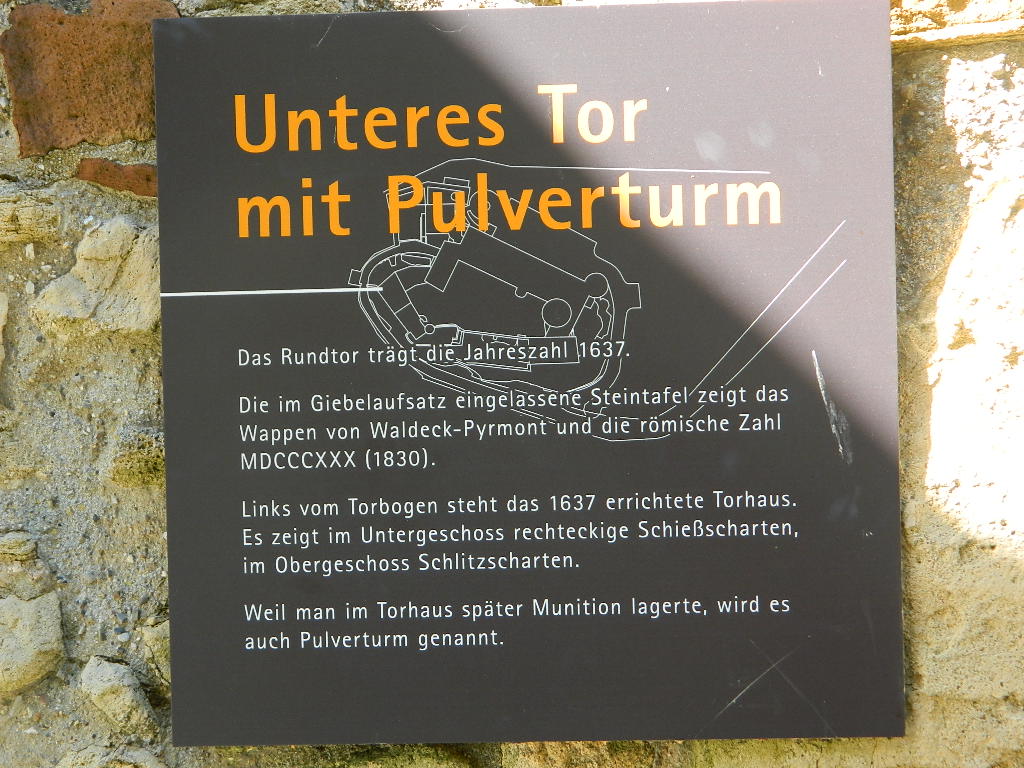 Unteres Tor
mit Pulverturm
Das Rundtor trägt die Jahreszahl 1637.
Die im Giebelaufsatz eingelassene Steintafel zeigt das
Wappen von Waldeck-Pyrmont und die römische Zahl
MDCCCXXX (1830).
Links vom Torbogen steht das 1637 errichtete Torhaus.
Es zeigt im Untergeschoss rechteckige Schießscharten,
im Obergeschoss Schlitzscharten.
Weil man im Torhaus später Munition lagerte, wird es
auch Pulverturm genannt.